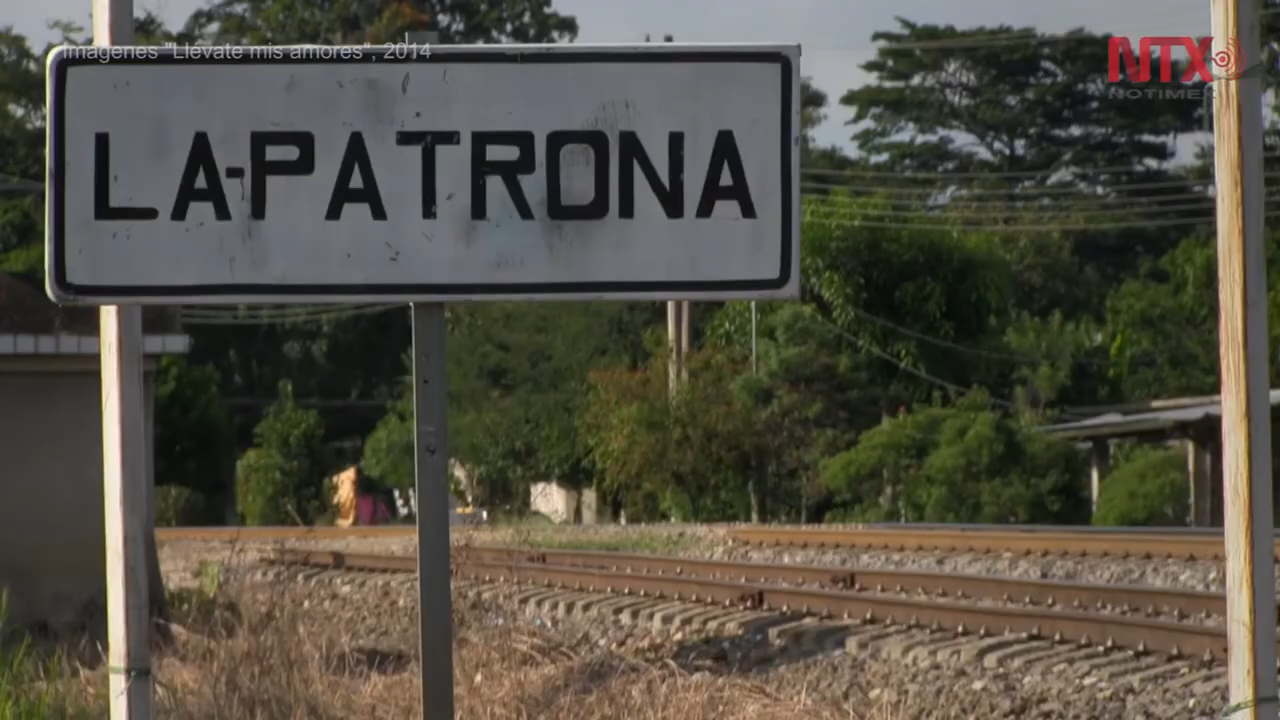 Imágenes "Llévate mis amores", 2014
NTX
NOTIMEX
LA-PATRONA